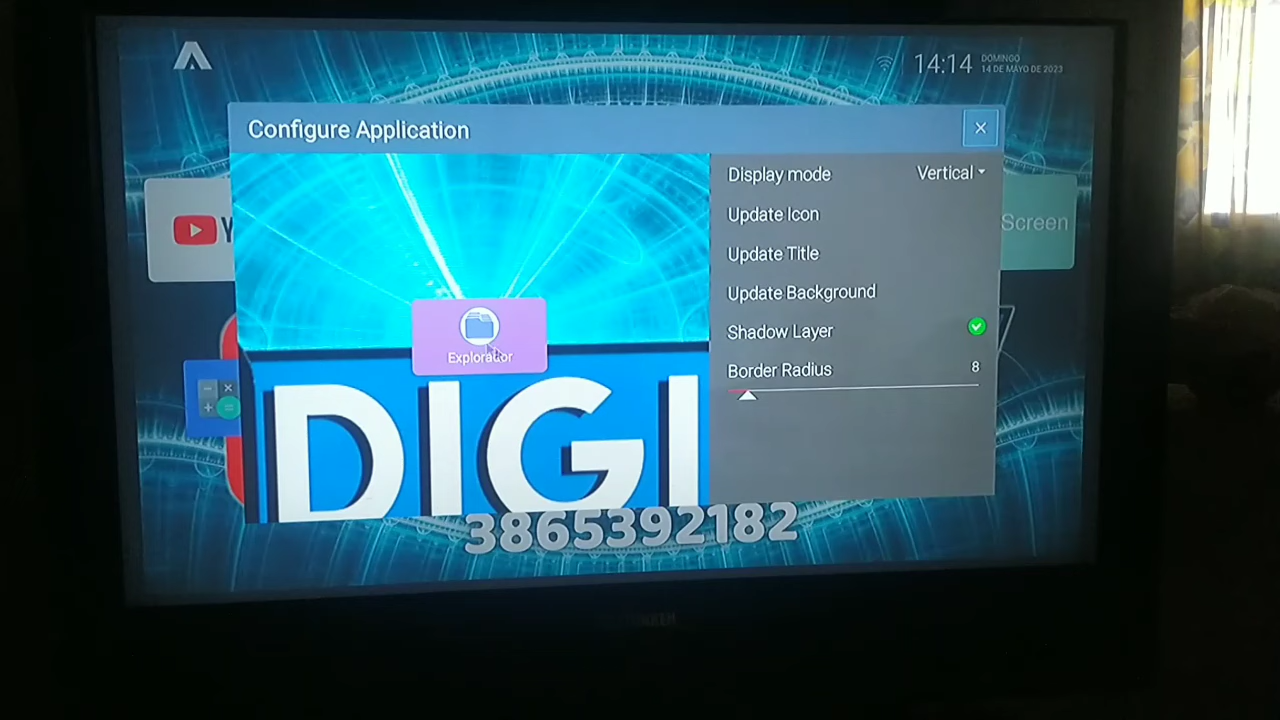 14:14
DOMINGO
14 DE MAYO DE 2023
Configure Application
×
Display mode
Vertical
Update Icon
Update Title
Update Background
Shadow Layer
Border Radius
8
Y
Screen
Explorador
DIGI
3865392182